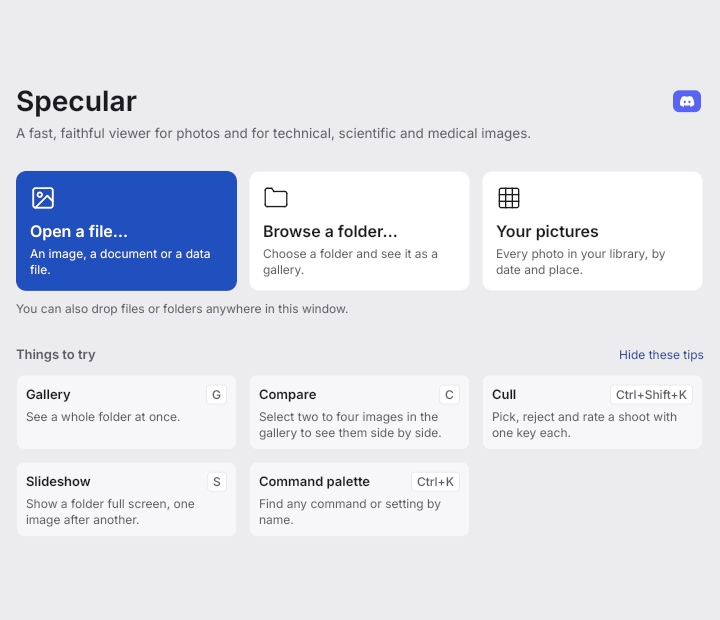 Specular
A fast, faithful viewer for photos and for technical, scientific and medical images.
Open a file...
An image, a document or a data
file.
Browse a folder...
Choose a folder and see it as a
gallery.
Your pictures
Every photo in your library, by
date and place.
You can also drop files or folders anywhere in this window.
Things to try
Hide these tips
Gallery
G
See a whole folder at once.
Compare
C
Select two to four images in the
gallery to see them side by side.
Cull
Ctrl+Shift+K
Pick, reject and rate a shoot with
one key each.
Slideshow
S
Show a folder full screen, one
image after another.
Command palette
Ctrl+K
Find any command or setting by
name.